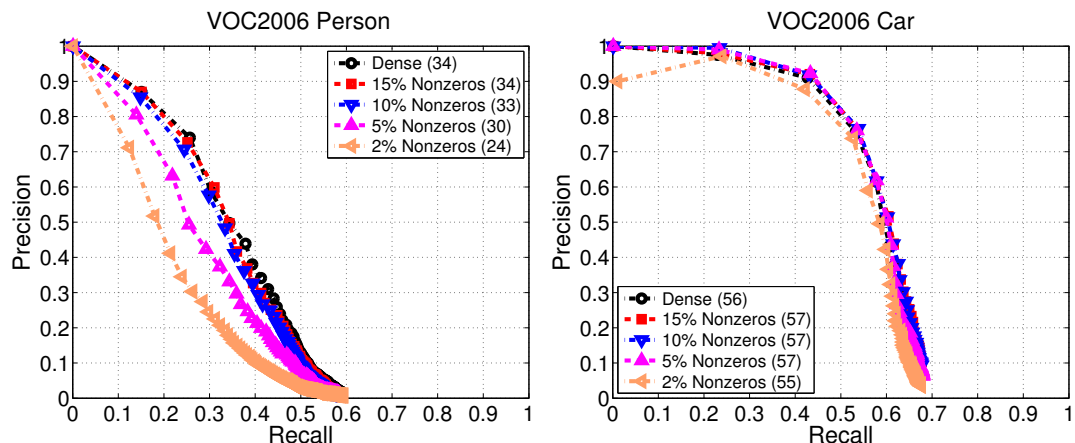 VOC2006 Person
1
0.9
0.8
0.7
0.6
0.5
0.4
0.3
0.2
0.1
0
Precision
Dense (34)
15% Nonzeros (34)
10% Nonzeros (33)
5% Nonzeros (30)
2% Nonzeros (24)
0 0.1 0.2 0.3 0.4 0.5 0.6 0.7 0.8 0.9 1
Recall
VOC2006 Car
1
0.9
0.8
0.7
0.6
0.5
0.4
0.3
0.2
0.1
0
Precision
Dense (56)
15% Nonzeros (57)
10% Nonzeros (57)
5% Nonzeros (57)
2% Nonzeros (55)
0 0.1 0.2 0.3 0.4 0.5 0.6 0.7 0.8 0.9 1
Recall